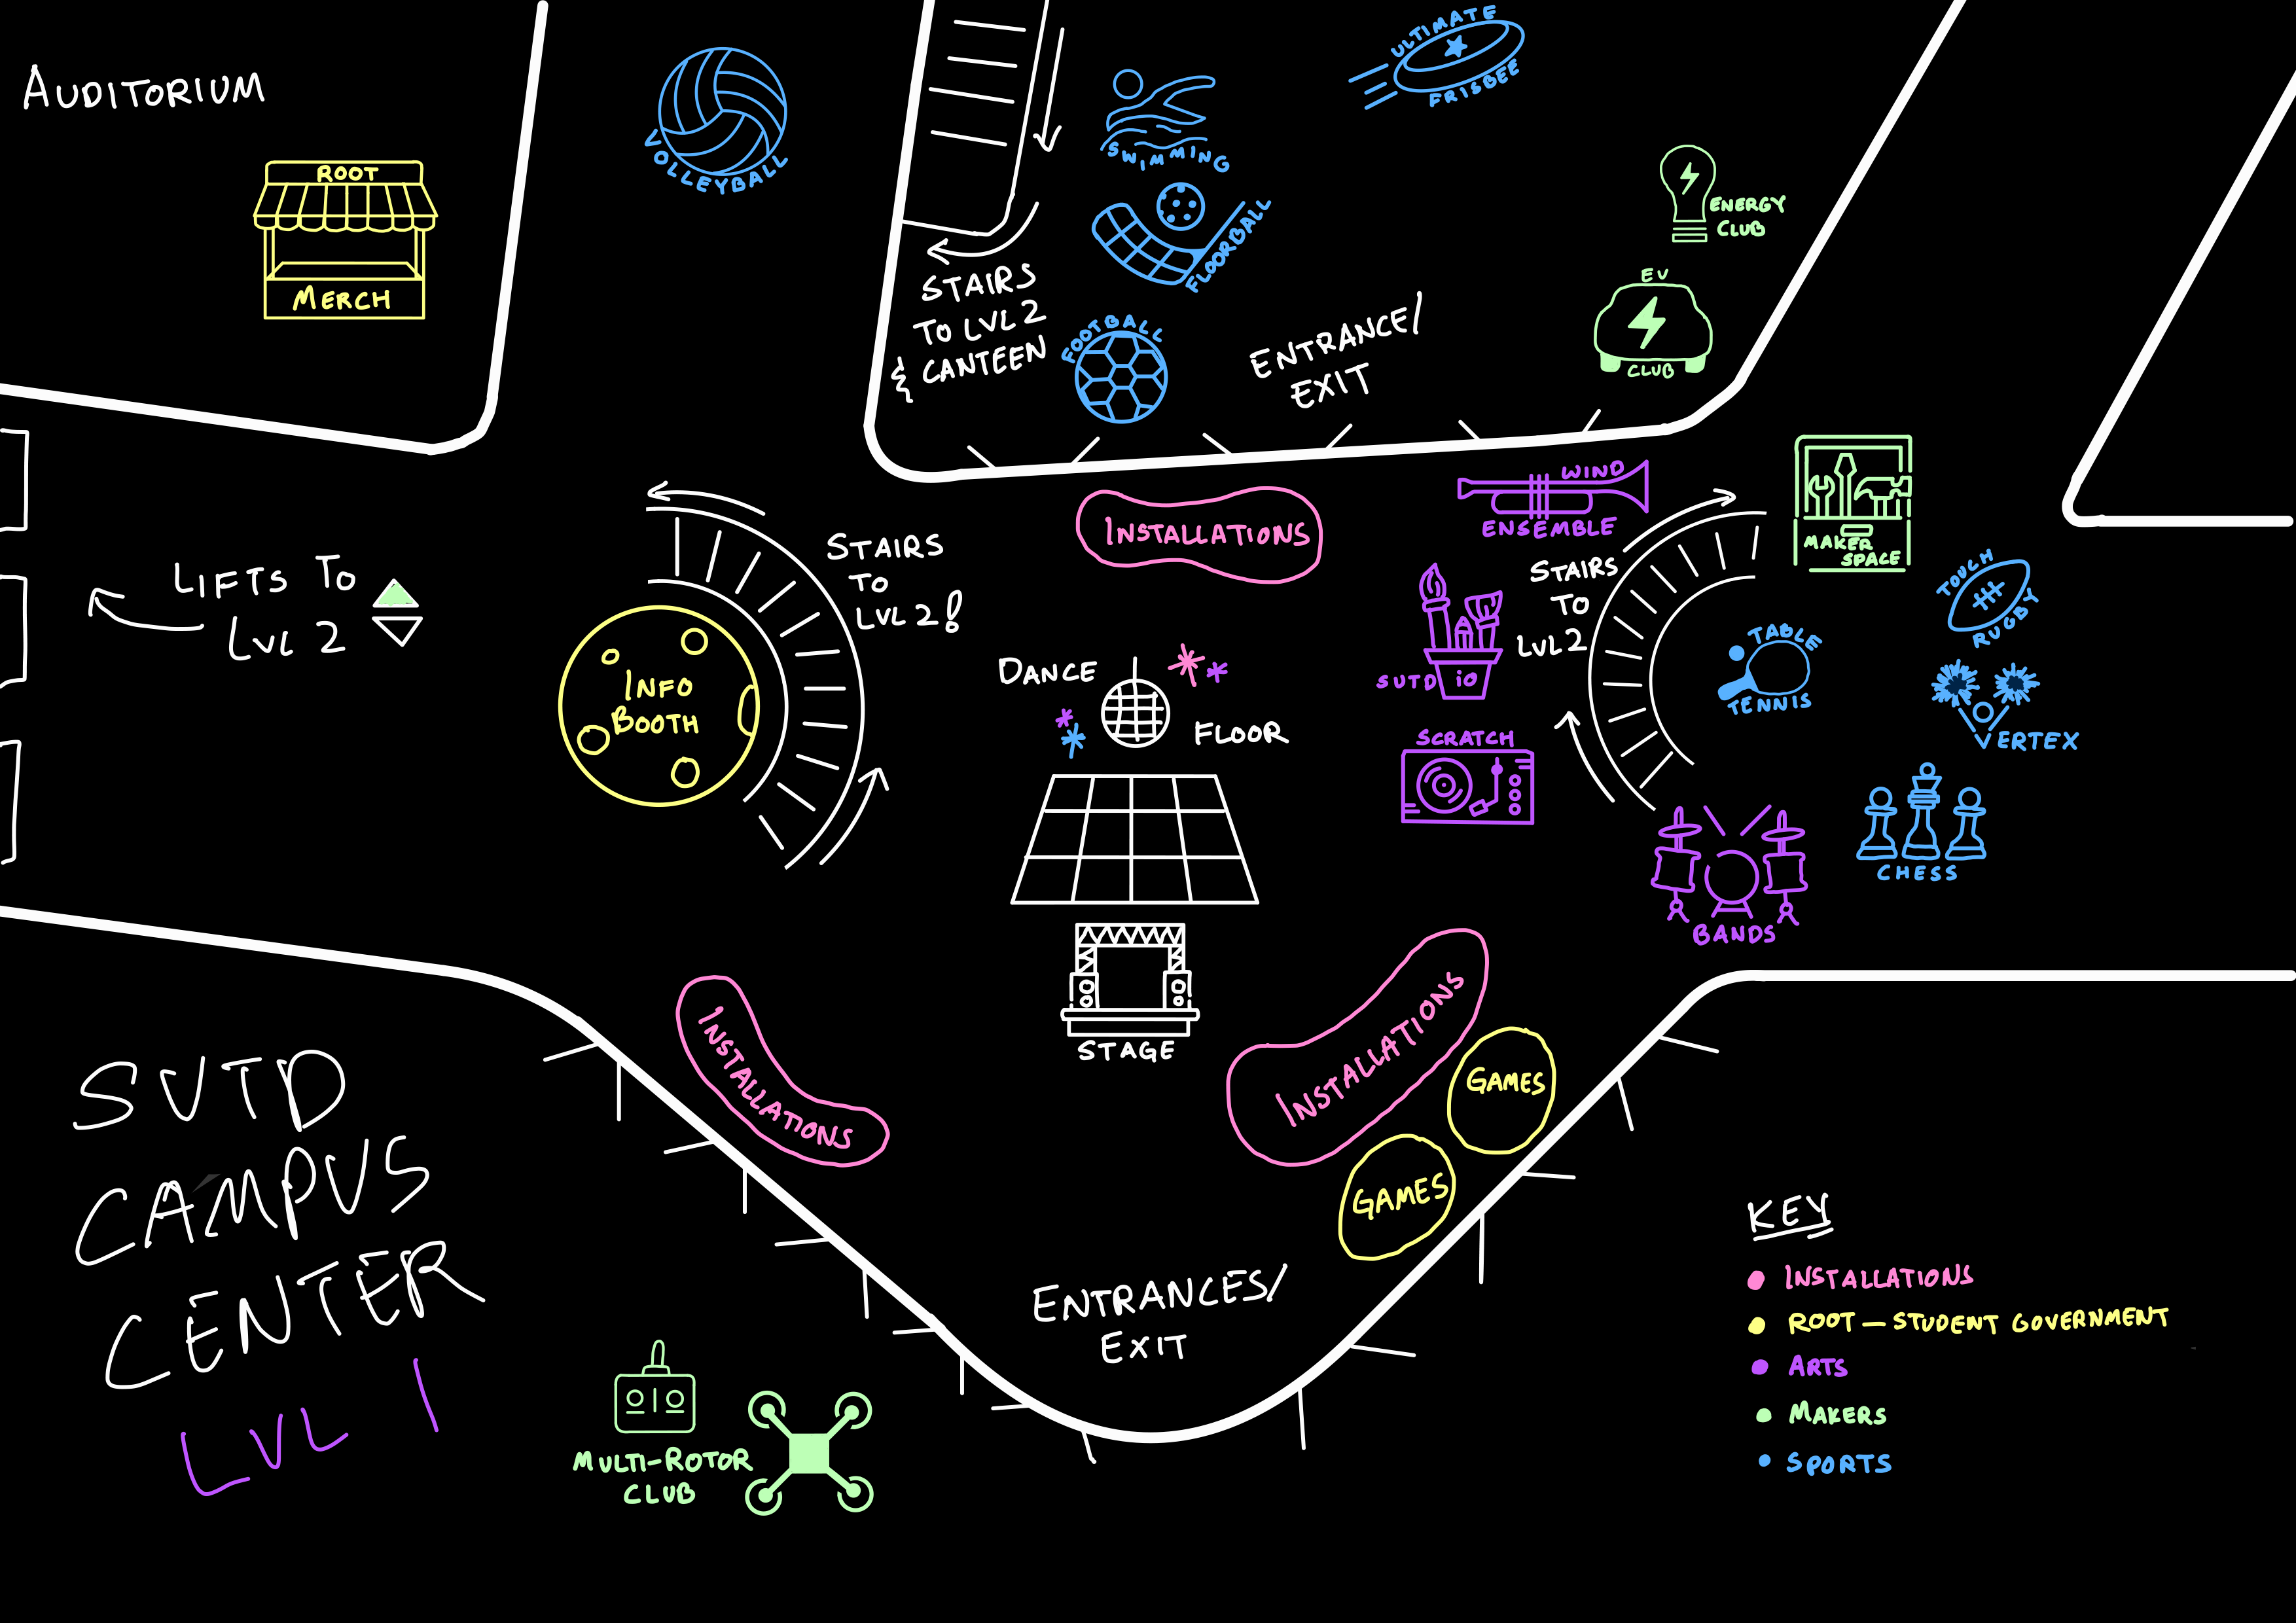 AUDITORIUM
ROOT
MERCH
VOLLEYBALL
SWIMMING
FLOORBALL
FOOTBALL
ULTIMATE
FRISBEE
ENERGY
CLUB
EV
CLUB
STAIRS
TO LVL 2
& CANTEEN
ENTRANCE/
EXIT
LIFTS TO
LVL 2
INFO
BOOTH
STAIRS
TO
LVL 2!
INSTALLATIONS
WIND
ENSEMBLE
SUTD iO
SCRATCH
STAIRS
TO
LVL 2
MAKER
SPACE
TOUCH
RUGBY
TABLE
TENNIS
VERTEX
CHESS
BANDS
DANCE
FLOOR
STAGE
INSTALLATIONS
INSTALLATIONS
GAMES
GAMES
ENTRANCES/
EXIT
SUTD
CAMPUS
CENTER
LVL 1
MULTI-ROTOR
CLUB
KEY
INSTALLATIONS
ROOT — STUDENT GOVERNMENT
ARTS
MAKERS
SPORTS